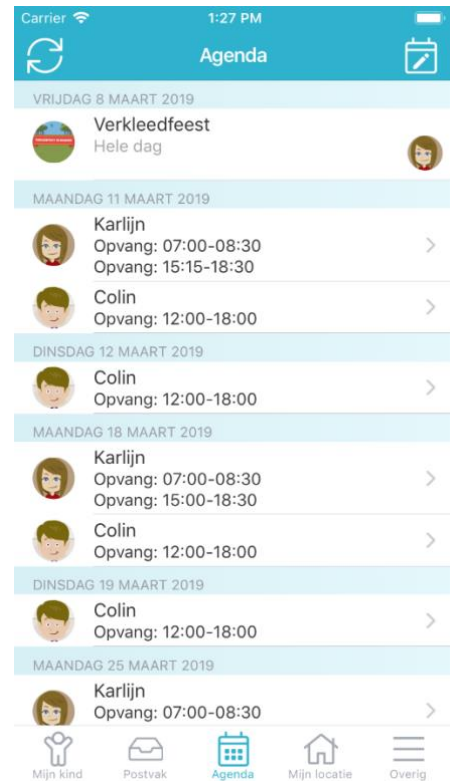 Carrier 1:27 PM
Agenda
VRIJDAG 8 MAART 2019
Verkleedfeest
Hele dag
MAANDAG 11 MAART 2019
Karlijn
Opvang: 07:00-08:30
Opvang: 15:15-18:30
Colin
Opvang: 12:00-18:00
DINSDAG 12 MAART 2019
Colin
Opvang: 12:00-18:00
MAANDAG 18 MAART 2019
Karlijn
Opvang: 07:00-08:30
Opvang: 15:00-18:30
Colin
Opvang: 12:00-18:00
DINSDAG 19 MAART 2019
Colin
Opvang: 12:00-18:00
MAANDAG 25 MAART 2019
Karlijn
Opvang: 07:00-08:30
Mijn kind Postvak Agenda Mijn locatie Overig